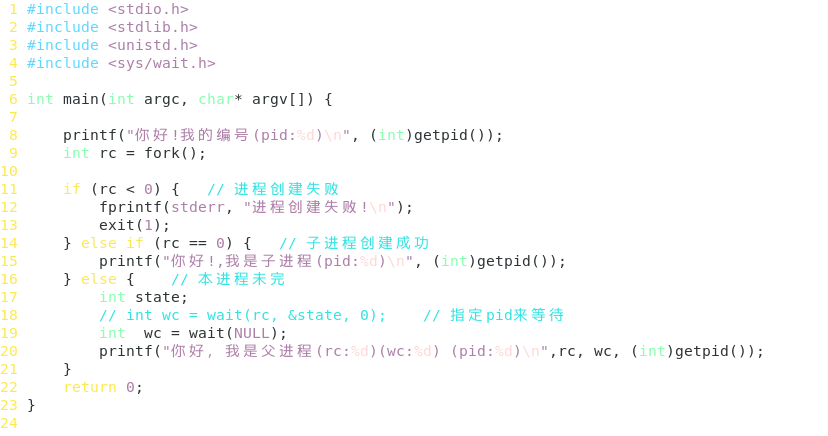 1 #include <stdio.h>
2 #include <stdlib.h>
3 #include <unistd.h>
4 #include <sys/wait.h>
5
6 int main(int argc, char* argv[]) {
7
8     printf("你好!我的编号(pid:%d)\n", (int)getpid());
9     int rc = fork();
10
11     if (rc < 0) {   // 进程创建失败
12         fprintf(stderr, "进程创建失败!\n");
13         exit(1);
14     } else if (rc == 0) {   // 子进程创建成功
15         printf("你好!,我是子进程(pid:%d)\n", (int)getpid());
16     } else {    // 本进程未完
17         int state;
18         // int wc = wait(rc, &state, 0);    // 指定pid来等待
19         int  wc = wait(NULL);
20         printf("你好, 我是父进程(rc:%d)(wc:%d) (pid:%d)\n",rc, wc, (int)getpid());
21     }
22     return 0;
23 }
24